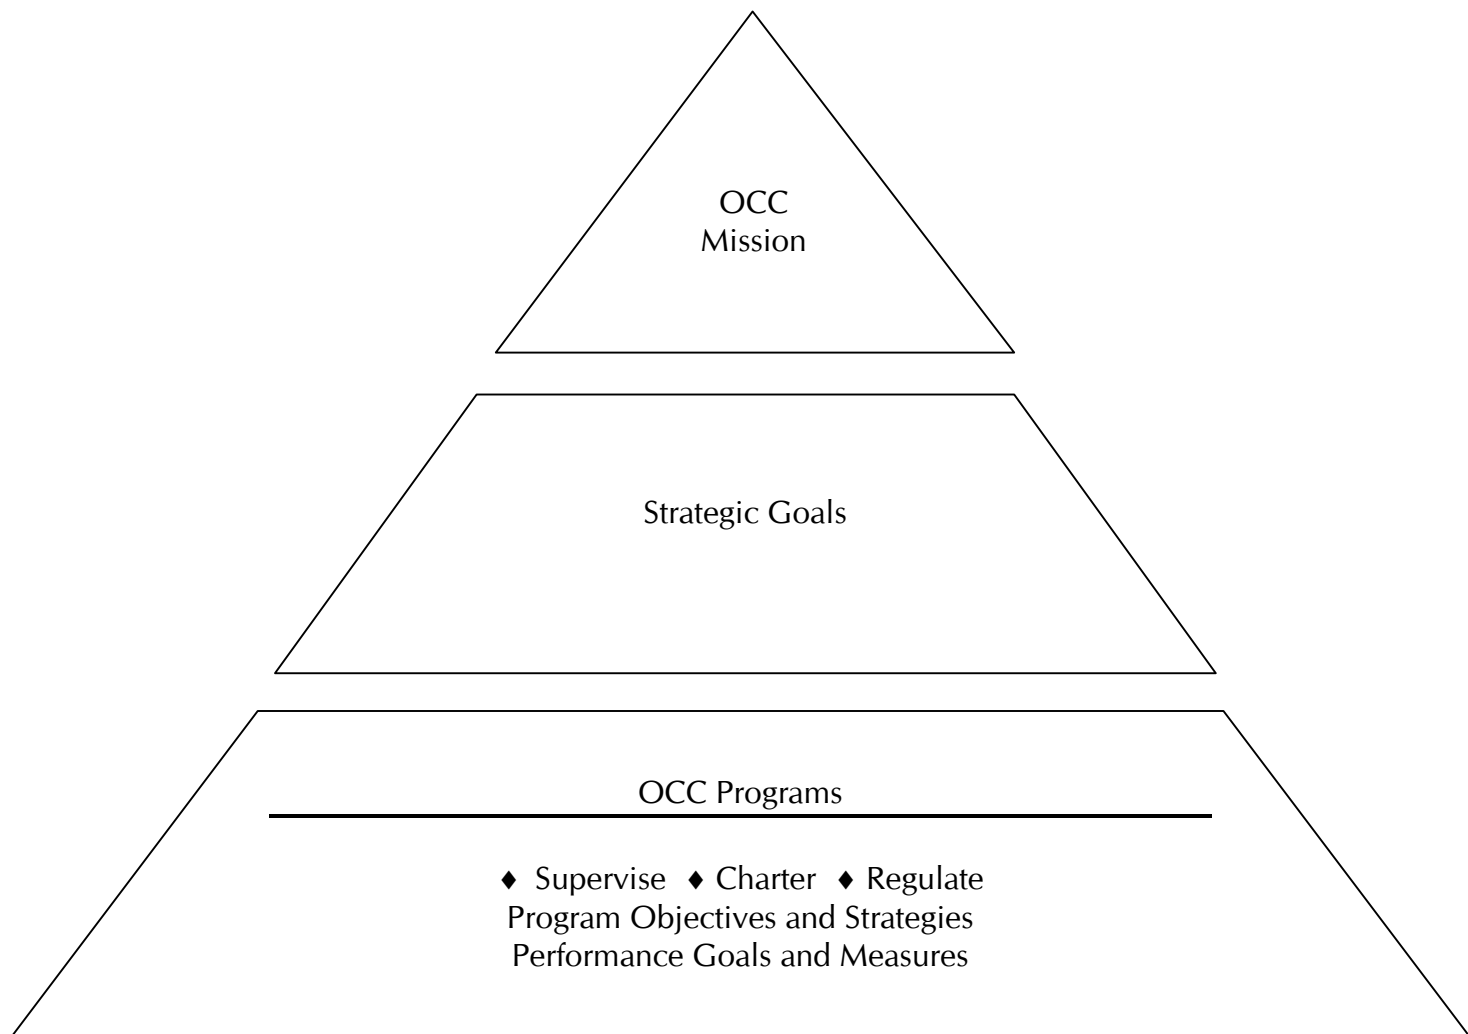 OCC
Mission
Strategic Goals
OCC Programs
♦ Supervise ♦ Charter ♦ Regulate
Program Objectives and Strategies
Performance Goals and Measures